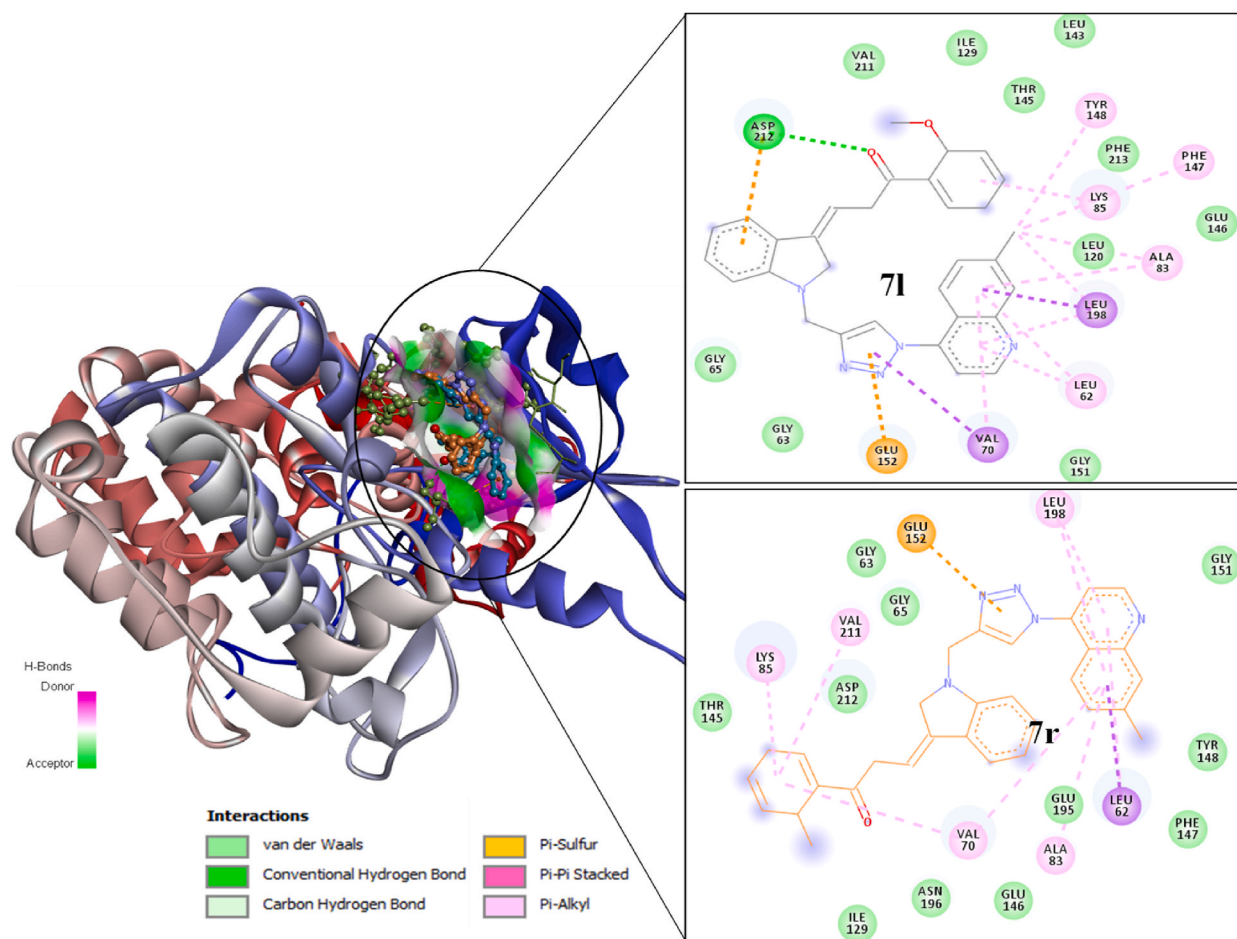 LEU
143
ILE
129
VAL
211
THR
145
TYR
148
ASP
212
PHE
213
PHE
147
LYS
85
GLU
146
LEU
120
ALA
83
7l
LEU
198
N
N
N
N
N
O
O
GLY
65
LEU
62
GLY
63
VAL
70
GLU
152
GLY
151
LEU
198
GLU
152
GLY
63
GLY
151
GLY
65
VAL
211
N
N
N
N
N
LYS
85
ASP
212
THR
145
7r
TYR
148
GLU
195
LEU
62
O
VAL
70
PHE
147
ALA
83
ASN
196
GLU
146
ILE
129
H-Bonds
Donor
Acceptor
Interactions
van der Waals
Conventional Hydrogen Bond
Carbon Hydrogen Bond
Pi-Sulfur
Pi-Pi Stacked
Pi-Alkyl